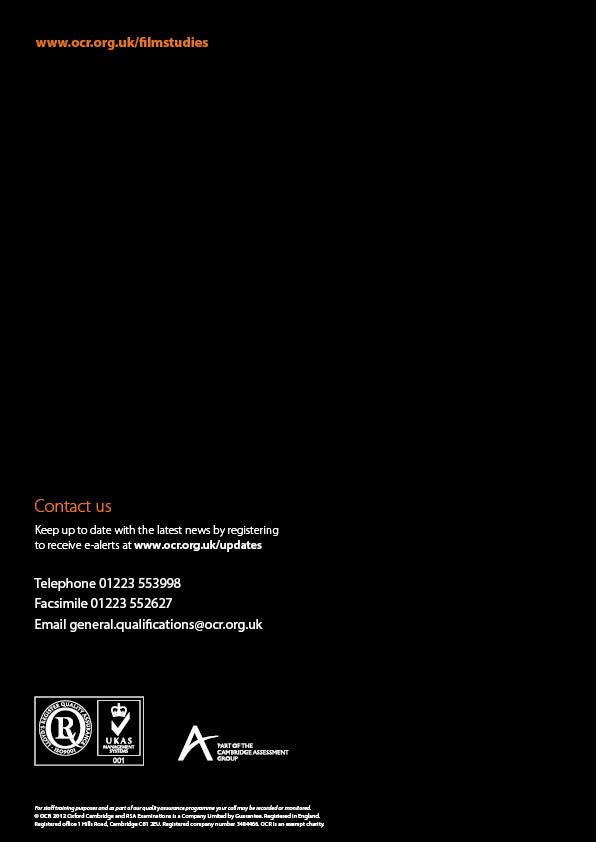 www.ocr.org.uk/filmstudies
Contact us
Keep up to date with the latest news by registering
to receive e-alerts at www.ocr.org.uk/updates
Telephone 01223 553998
Facsimile 01223 552627
Email general.qualifications@ocr.org.uk
LLOYD'S REGISTER QUALITY ASSURANCE
LR
ISO9001
UKAS
MANAGEMENT
SYSTEMS
001
PART OF THE
CAMBRIDGE ASSESSMENT
GROUP
For staff training purposes and as part of our quality assurance programme your call may be recorded or monitored.
© OCR 2012 Oxford Cambridge and RSA Examinations is a Company Limited by Guarantee. Registered in England.
Registered office 1 Hills Road, Cambridge CB1 2EU. Registered company number 3484466. OCR is an exempt charity.